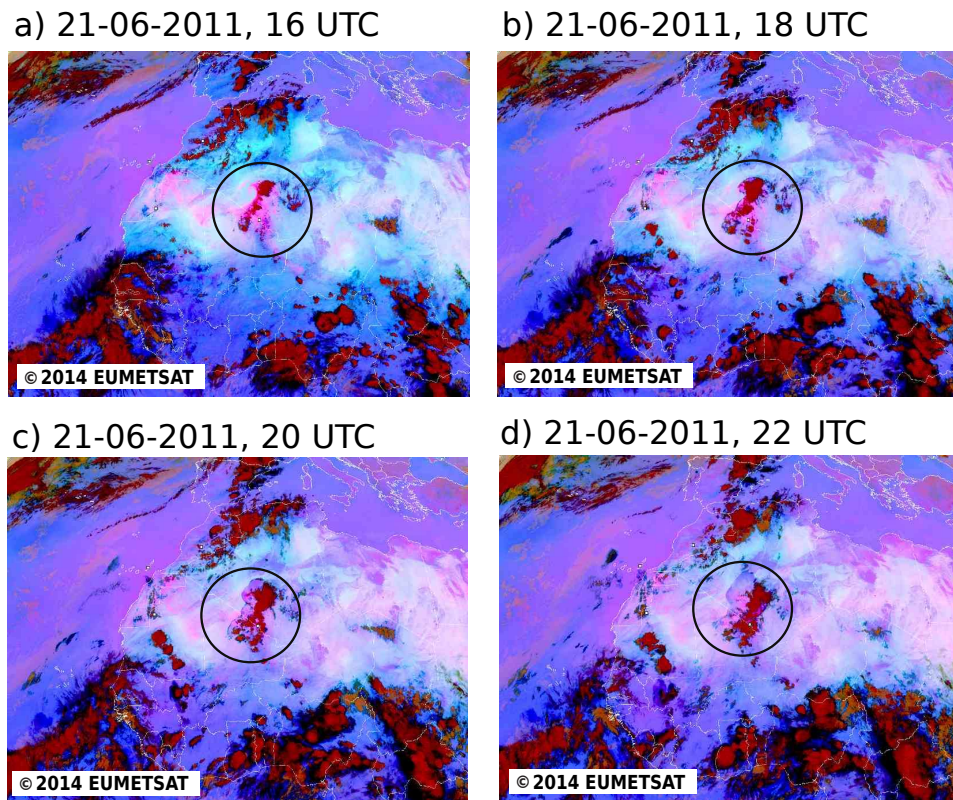 a) 21-06-2011, 16 UTC
b) 21-06-2011, 18 UTC
©2014 EUMETSAT
©2014 EUMETSAT
c) 21-06-2011, 20 UTC
d) 21-06-2011, 22 UTC
©2014 EUMETSAT
©2014 EUMETSAT